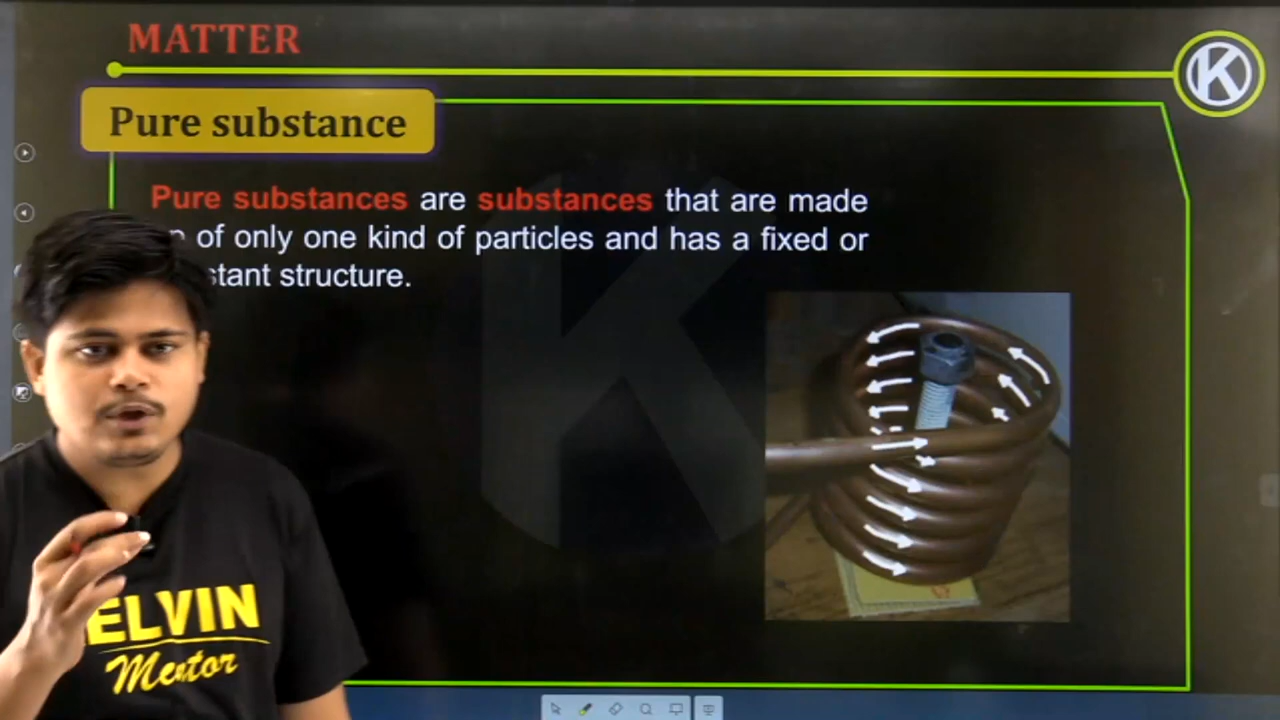 MATTER
K
Pure substance
Pure substances are substances that are made
of only one kind of particles and has a fixed or
stant structure.
ELVIN
Mentor